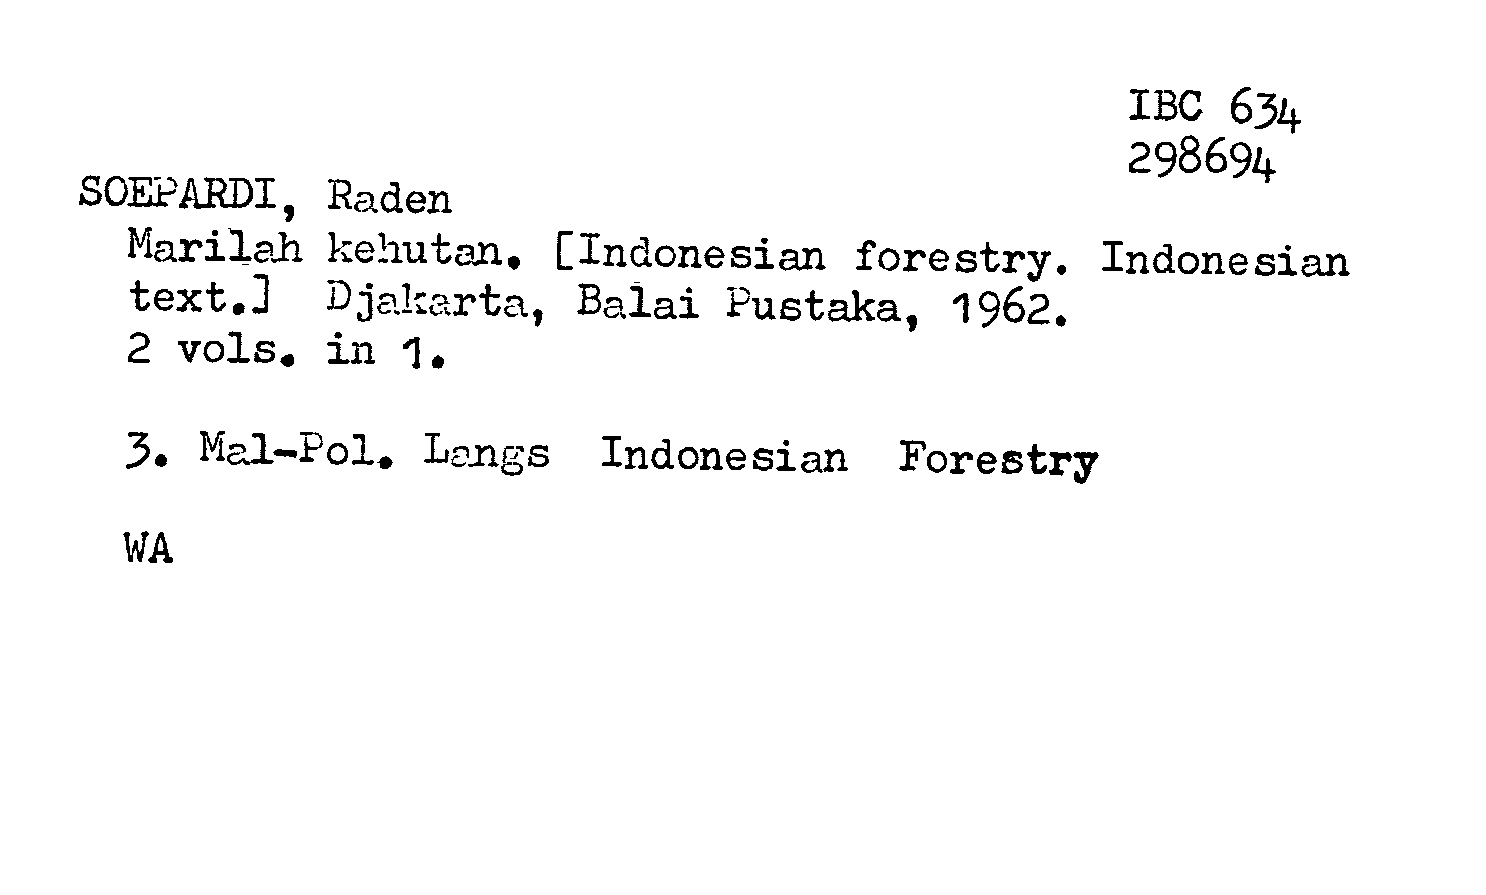 IBC 634
298694
SOEPARDI, Raden
Marilah kehutan. [Indonesian forestry. Indonesian
text.] Djakarta, Balai Pustaka, 1962.
2 vols. in 1.
3. Mal-Pol. Langs Indonesian Forestry
WA